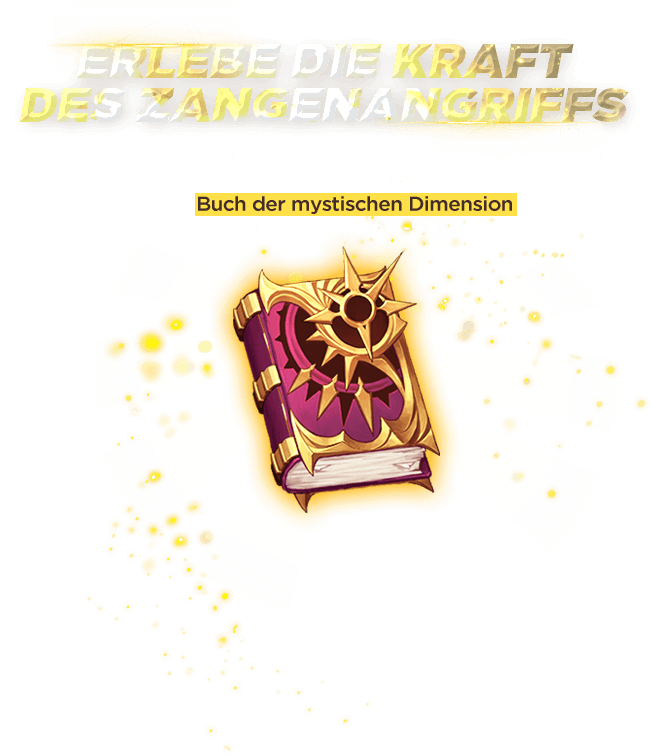 ERLEBE DIE KRAFT
DES ZANGENANGRIFFS
Buch der mystischen Dimension